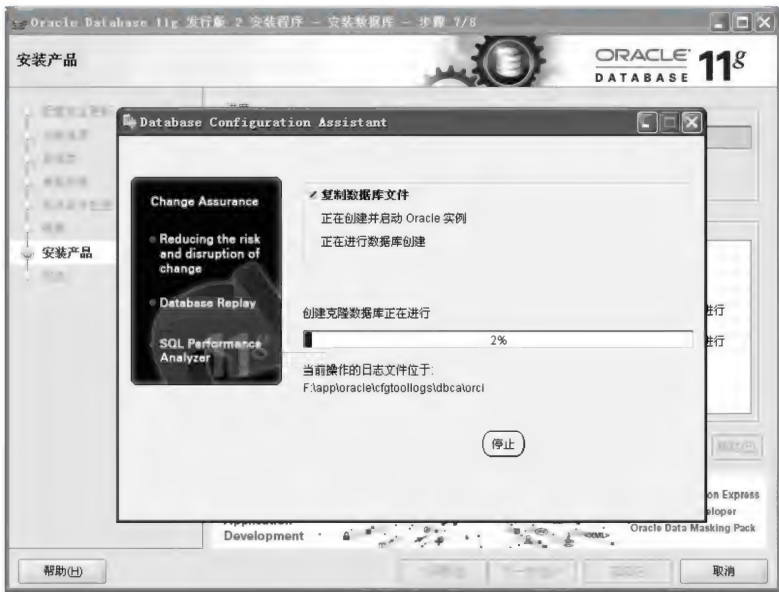 Oracle Database 11g 发行版 2 安装程序 - 安装数据库 - 步骤 7/8
安装产品
ORACLE
DATABASE 11g
Database Configuration Assistant
Change Assurance
Reducing the risk
and disruption of
change
Database Replay
SQL Performance
Analyzer
复制数据库文件
正在创建并启动 Oracle 实例
正在进行数据库创建
创建克隆数据库正在进行
2%
当前操作的日志文件位于:
F:\app\oracle\cfgtoollogs\dbca\orcl
停止
安装产品
进行
进行
帮助(H)
on Express
eloper
Oracle Data Masking Pack
Development
<XML>
帮助(H)
取消